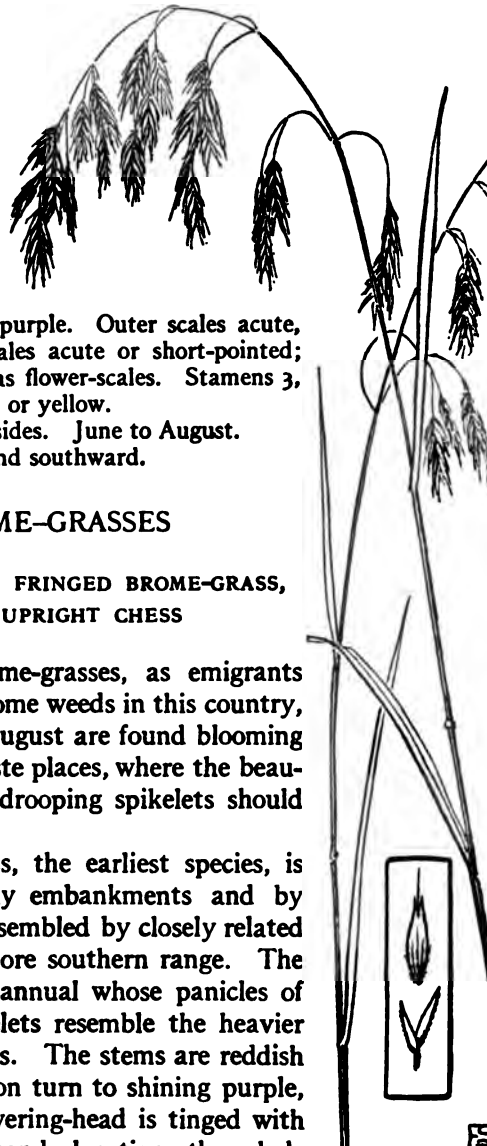 purple. Outer scales acute,
ales acute or short-pointed;
as flower-scales. Stamens 3,
or yellow.
sides. June to August.
nd southward.
ME–GRASSES
FRINGED BROME–GRASS,
UPRIGHT CHESS
ome-grasses, as emigrants
ome weeds in this country,
ugust are found blooming
ste places, where the beau-
drooping spikelets should
s, the earliest species, is
y embankments and by
sembled by closely related
ore southern range. The
annual whose panicles of
lets resemble the heavier
s. The stems are reddish
on turn to shining purple,
vering-head is tinged with